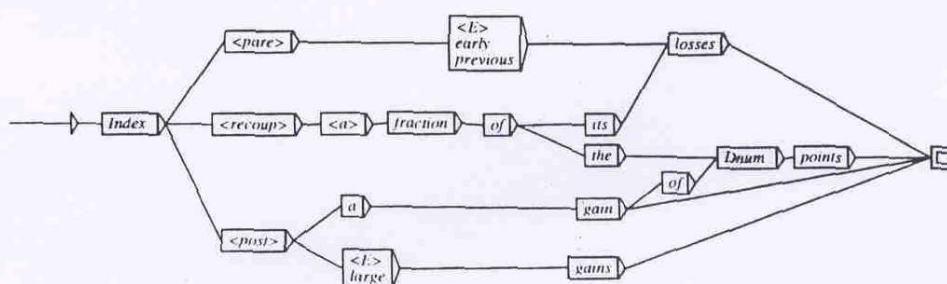 <E>
<pare> early losses
previous
Index <recoup> <a> fraction of its
the Dnum points
of
a gain
<post>
<E> gains
large